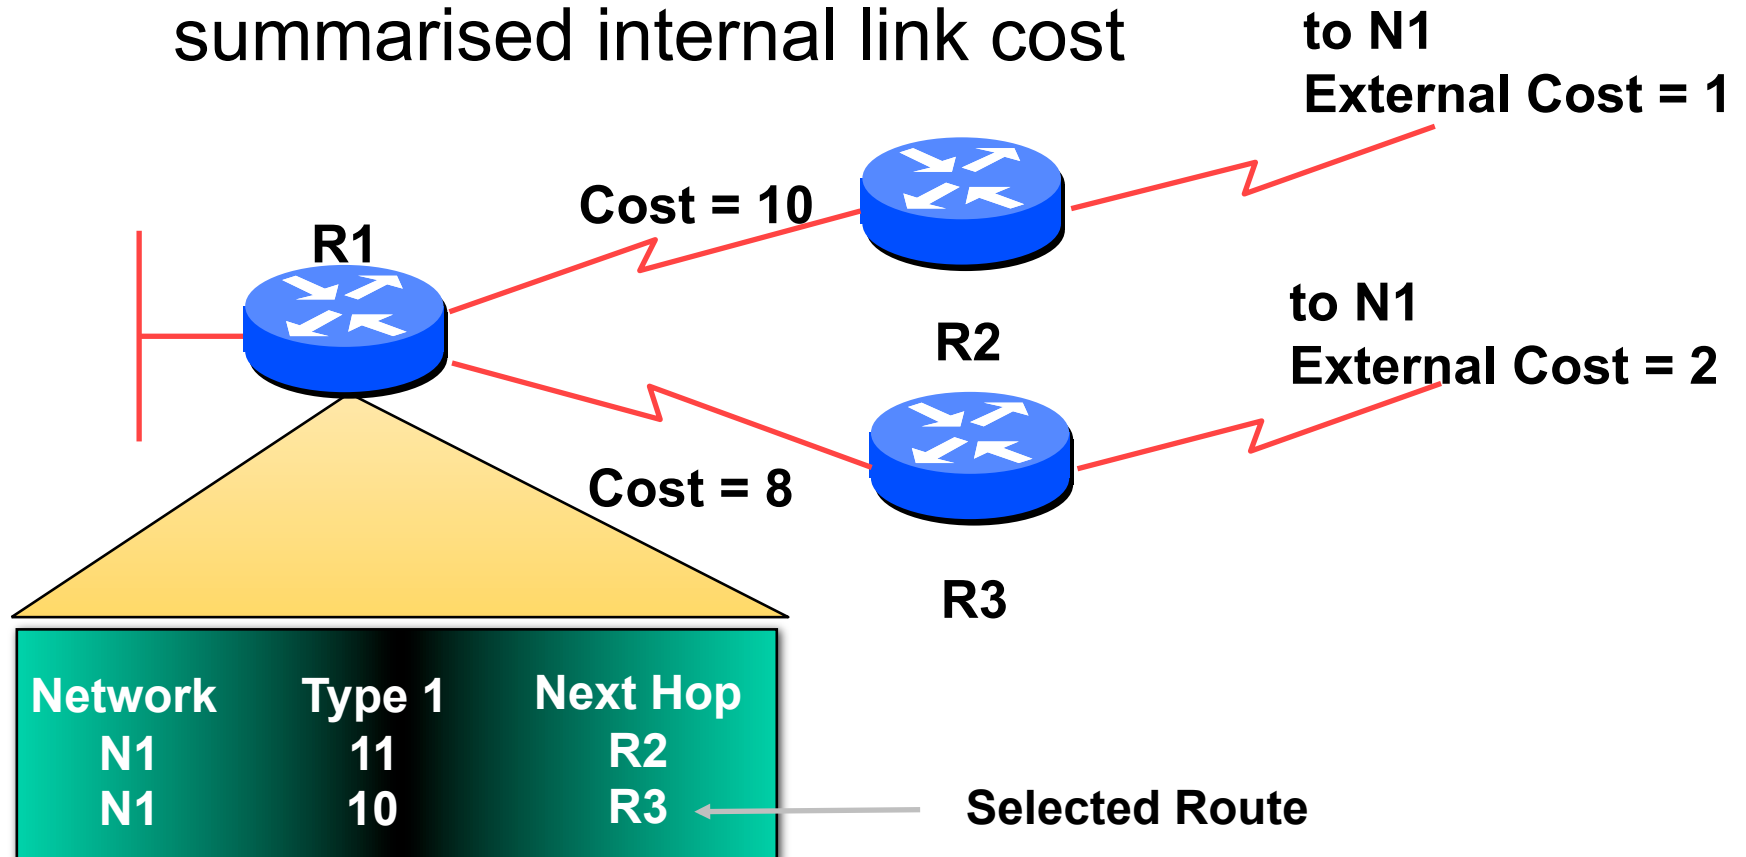 summarised internal link cost
to N1
External Cost = 1
Cost = 10
R1
R2
to N1
External Cost = 2
Cost = 8
R3
Network Type 1 Next Hop
N1 11 R2
N1 10 R3
Selected Route